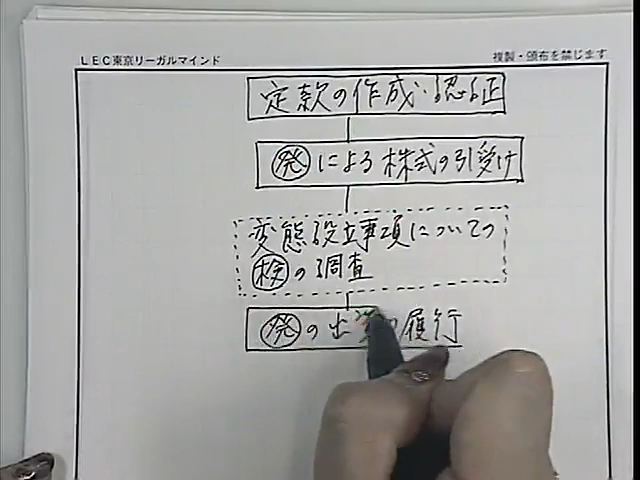 LEC東京リーガルマインド
複製・頒布を禁じます
定款の作成・認証
発による株式の引受け
変態設立事項についての
検の調査
発の出の履行